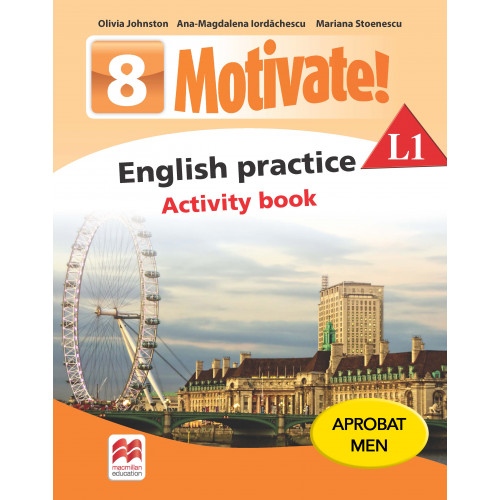 Olivia Johnston Ana-Magdalena Iordăchescu Mariana Stoenescu
8 Motivate!
L1
English practice
Activity book
APROBAT
MEN
macmillan
education